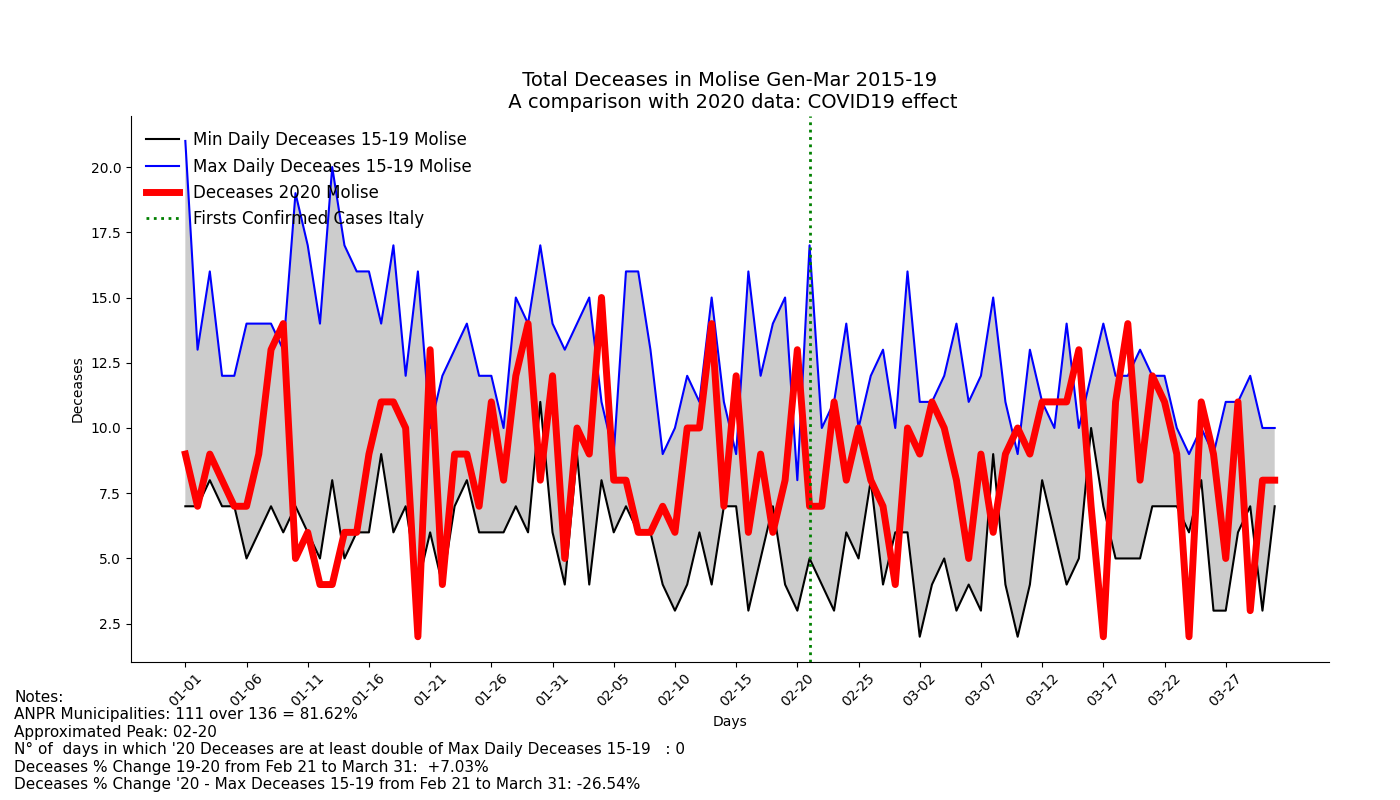 Total Deceases in Molise Gen-Mar 2015-19
A comparison with 2020 data: COVID19 effect
Min Daily Deceases 15-19 Molise
Max Daily Deceases 15-19 Molise
Deceases 2020 Molise
Firsts Confirmed Cases Italy
20.0
17.5
15.0
12.5
10.0
7.5
5.0
2.5
Deceases
01-01 01-06 01-11 01-16 01-21 01-26 01-31 02-05 02-10 02-15 02-20 02-25 03-02 03-07 03-12 03-17 03-22 03-27
Days
Notes:
ANPR Municipalities: 111 over 136 = 81.62%
Approximated Peak: 02-20
N° of  days in which '20 Deceases are at least double of Max Daily Deceases 15-19   : 0
Deceases % Change 19-20 from Feb 21 to March 31:  +7.03%
Deceases % Change '20 - Max Deceases 15-19 from Feb 21 to March 31: -26.54%